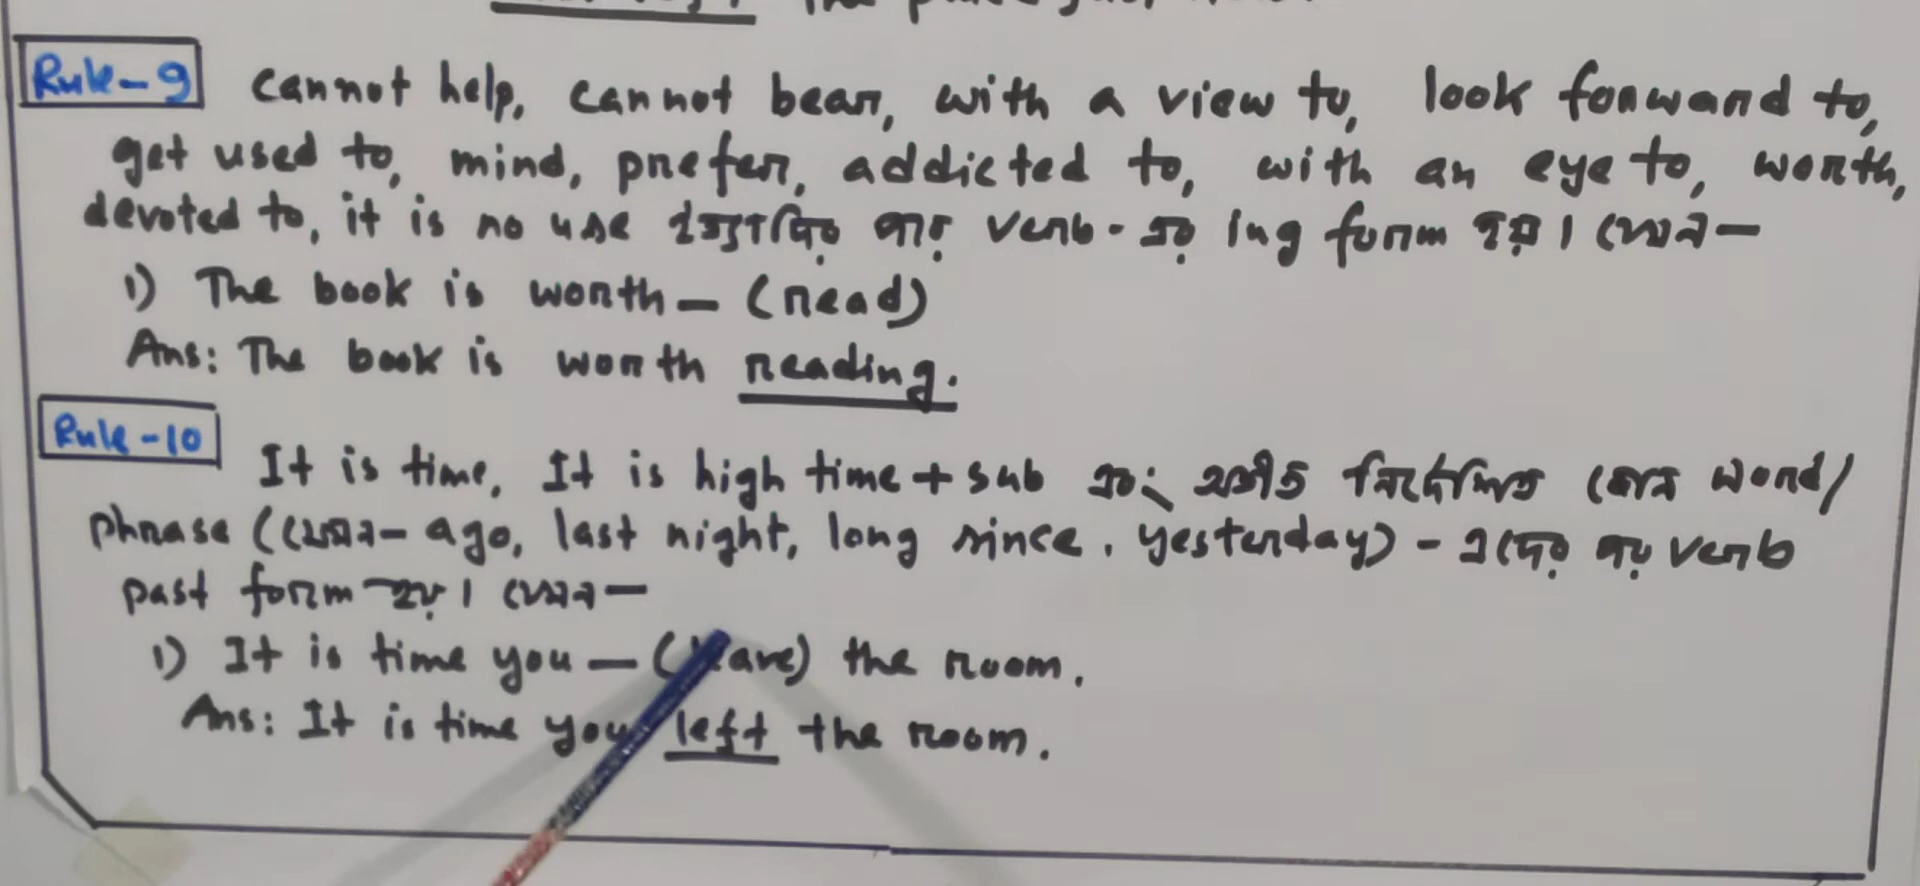 the
Rule-9 cannot help, cannot bear, with a view to, look forward to,
get used to, mind, prefer, addicted to, with an eye to, worth,
devoted to, it is no use ইত্যাদির পর verb-এর ing form হয়। যেমন—
1) The book is worth — (read)
Ans: The book is worth reading.
Rule-10
It is time, It is high time + sub এবং অতীত নির্দেশিত কোন word/
phrase (যেমন- ago, last night, long since, yesterday) - এদের পর verb
past form হয়। যেমন—
1) It is time you — (leave) the room.
Ans: It is time you left the room.